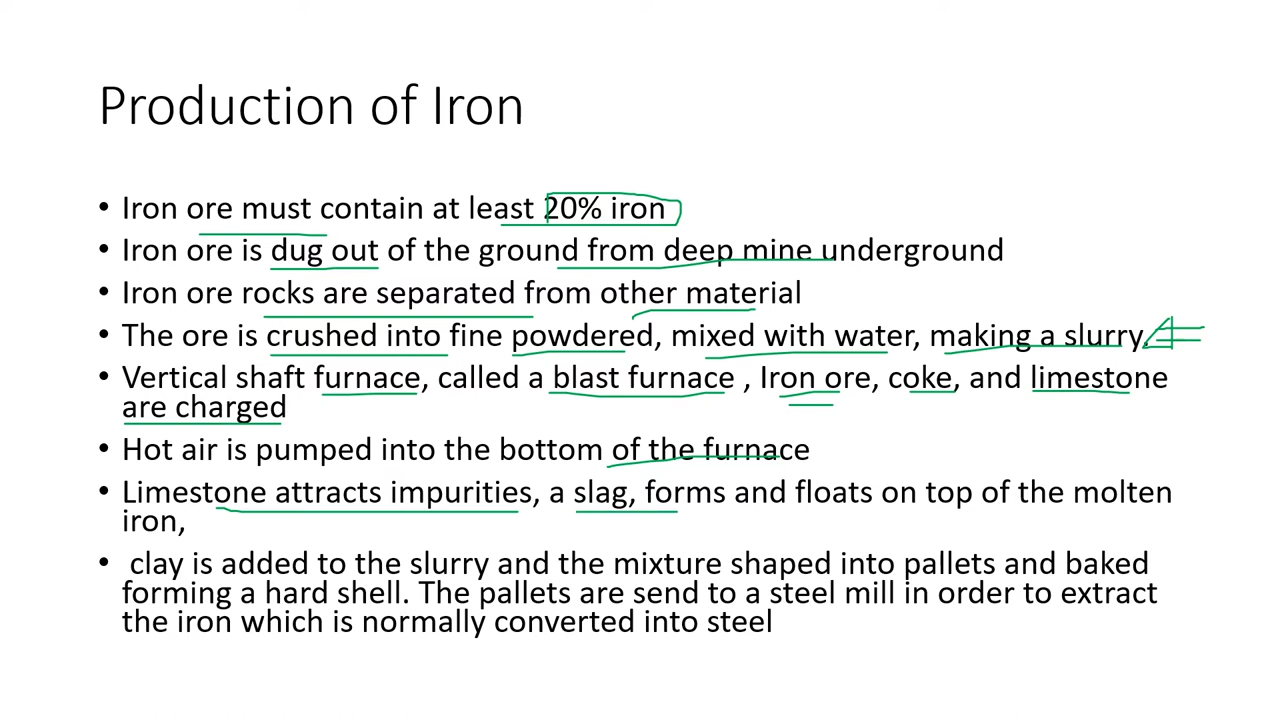 Production of Iron
• Iron ore must contain at least 20% iron
• Iron ore is dug out of the ground from deep mine underground
• Iron ore rocks are separated from other material
• The ore is crushed into fine powdered, mixed with water, making a slurry.
• Vertical shaft furnace, called a blast furnace , Iron ore, coke, and limestone
are charged
• Hot air is pumped into the bottom of the furnace
• Limestone attracts impurities, a slag, forms and floats on top of the molten
iron,
• clay is added to the slurry and the mixture shaped into pallets and baked
forming a hard shell. The pallets are send to a steel mill in order to extract
the iron which is normally converted into steel